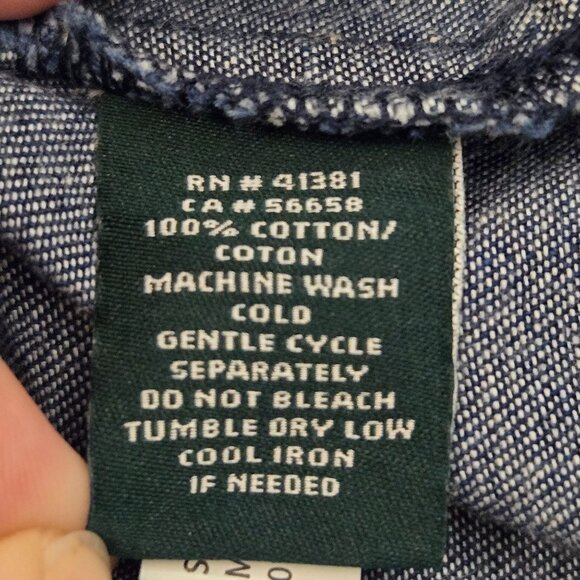 RN # 41381
CA # 56658
100% COTTON/
COTON
MACHINE WASH
COLD
GENTLE CYCLE
SEPARATELY
DO NOT BLEACH
TUMBLE DRY LOW
COOL IRON
IF NEEDED